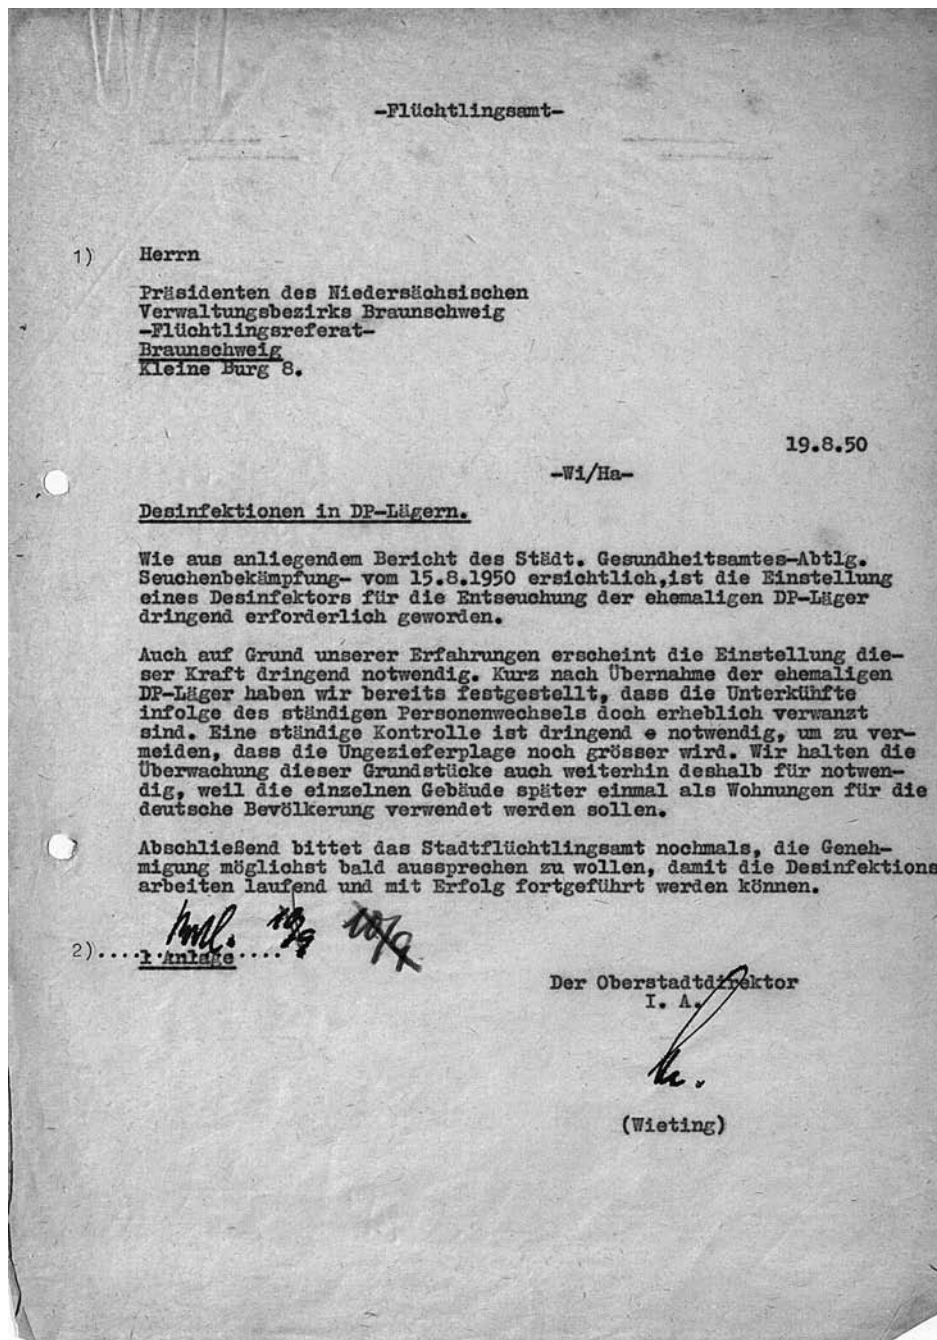 -Flüchtlingsamt-
1) Herrn
Präsidenten des Niedersächsischen
Verwaltungsbezirks Braunschweig
-Flüchtlingsreferat-
Braunschweig
Kleine Burg 8.
19.8.50
-Wi/Ha-
Desinfektionen in DP-Lägern.
Wie aus anliegendem Bericht des Städt. Gesundheitsamtes-Abtlg.
Seuchenbekämpfung- vom 15.8.1950 ersichtlich,ist die Einstellung
eines Desinfektors für die Entseuchung der ehemaligen DP-Läger
dringend erforderlich geworden.
Auch auf Grund unserer Erfahrungen erscheint die Einstellung die-
ser Kraft dringend notwendig. Kurz nach Übernahme der ehemaligen
DP-Läger haben wir bereits festgestellt, dass die Unterkünfte
infolge des ständigen Personenwechsels doch erheblich verwanzt
sind. Eine ständige Kontrolle ist dringend e notwendig, um zu ver-
meiden, dass die Ungezieferplage noch grösser wird. Wir halten die
Überwachung dieser Grundstücke auch weiterhin deshalb für notwen-
dig, weil die einzelnen Gebäude später einmal als Wohnungen für die
deutsche Bevölkerung verwendet werden sollen.
Abschließend bittet das Stadtflüchtlingsamt nochmals, die Geneh-
migung möglichst bald aussprechen zu wollen, damit die Desinfektions
arbeiten laufend und mit Erfolg fortgeführt werden können.
10/9
2)....1 Anlage....
Der Oberstadtdirektor
I. A.
(Wieting)